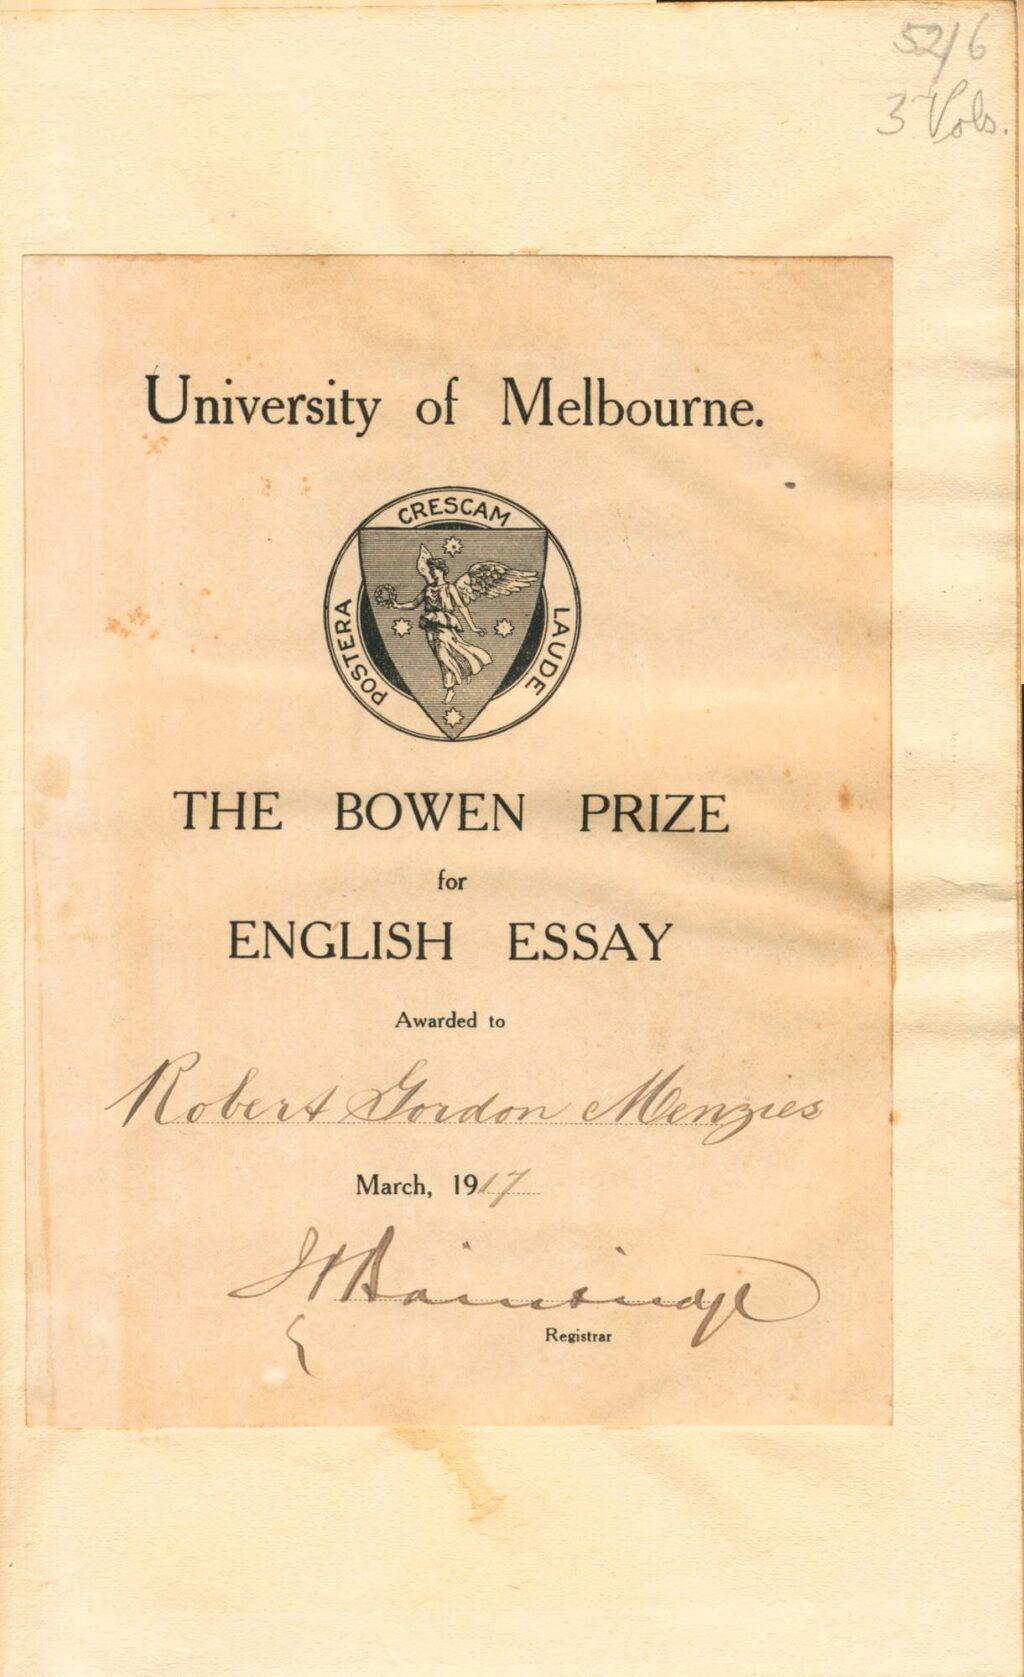 52/6
3 Vols.
University of Melbourne.
CRESCAM
POSTERA
LAUDE
THE BOWEN PRIZE
for
ENGLISH ESSAY
Awarded to
Robert Gordon Menzies
March, 1917
Bainbridge
Registrar